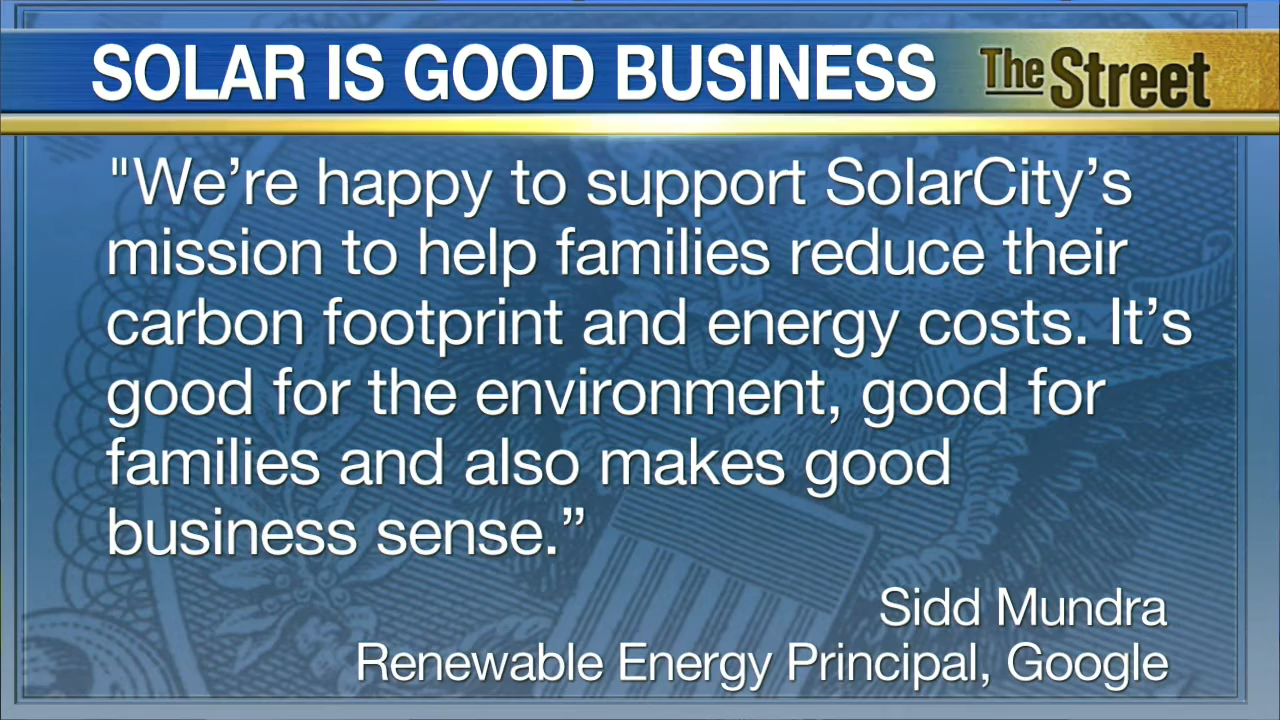 SOLAR IS GOOD BUSINESS
The Street
"We’re happy to support SolarCity’s
mission to help families reduce their
carbon footprint and energy costs. It’s
good for the environment, good for
families and also makes good
business sense.”
Sidd Mundra
Renewable Energy Principal, Google